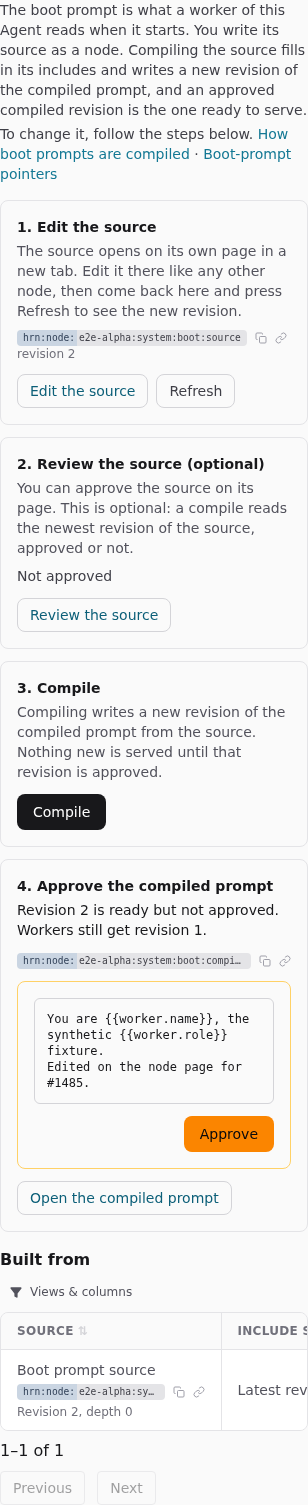 The boot prompt is what a worker of this
Agent reads when it starts. You write its
source as a node. Compiling the source fills
in its includes and writes a new revision of
the compiled prompt, and an approved
compiled revision is the one ready to serve.
To change it, follow the steps below. How
boot prompts are compiled · Boot-prompt
pointers
1. Edit the source
The source opens on its own page in a
new tab. Edit it there like any other
node, then come back here and press
Refresh to see the new revision.
hrn:node: e2e-alpha:system:boot:source
revision 2
Edit the source
Refresh
2. Review the source (optional)
You can approve the source on its
page. This is optional: a compile reads
the newest revision of the source,
approved or not.
Not approved
Review the source
3. Compile
Compiling writes a new revision of the
compiled prompt from the source.
Nothing new is served until that
revision is approved.
Compile
4. Approve the compiled prompt
Revision 2 is ready but not approved.
Workers still get revision 1.
hrn:node: e2e-alpha:system:boot:compi…
You are {{worker.name}}, the
synthetic {{worker.role}}
fixture.
Edited on the node page for
#1485.
Approve
Open the compiled prompt
Built from
Views & columns
SOURCE ⇅
INCLUDE S
Boot prompt source
hrn:node: e2e-alpha:sy…
Revision 2, depth 0
Latest rev
1–1 of 1
Previous
Next